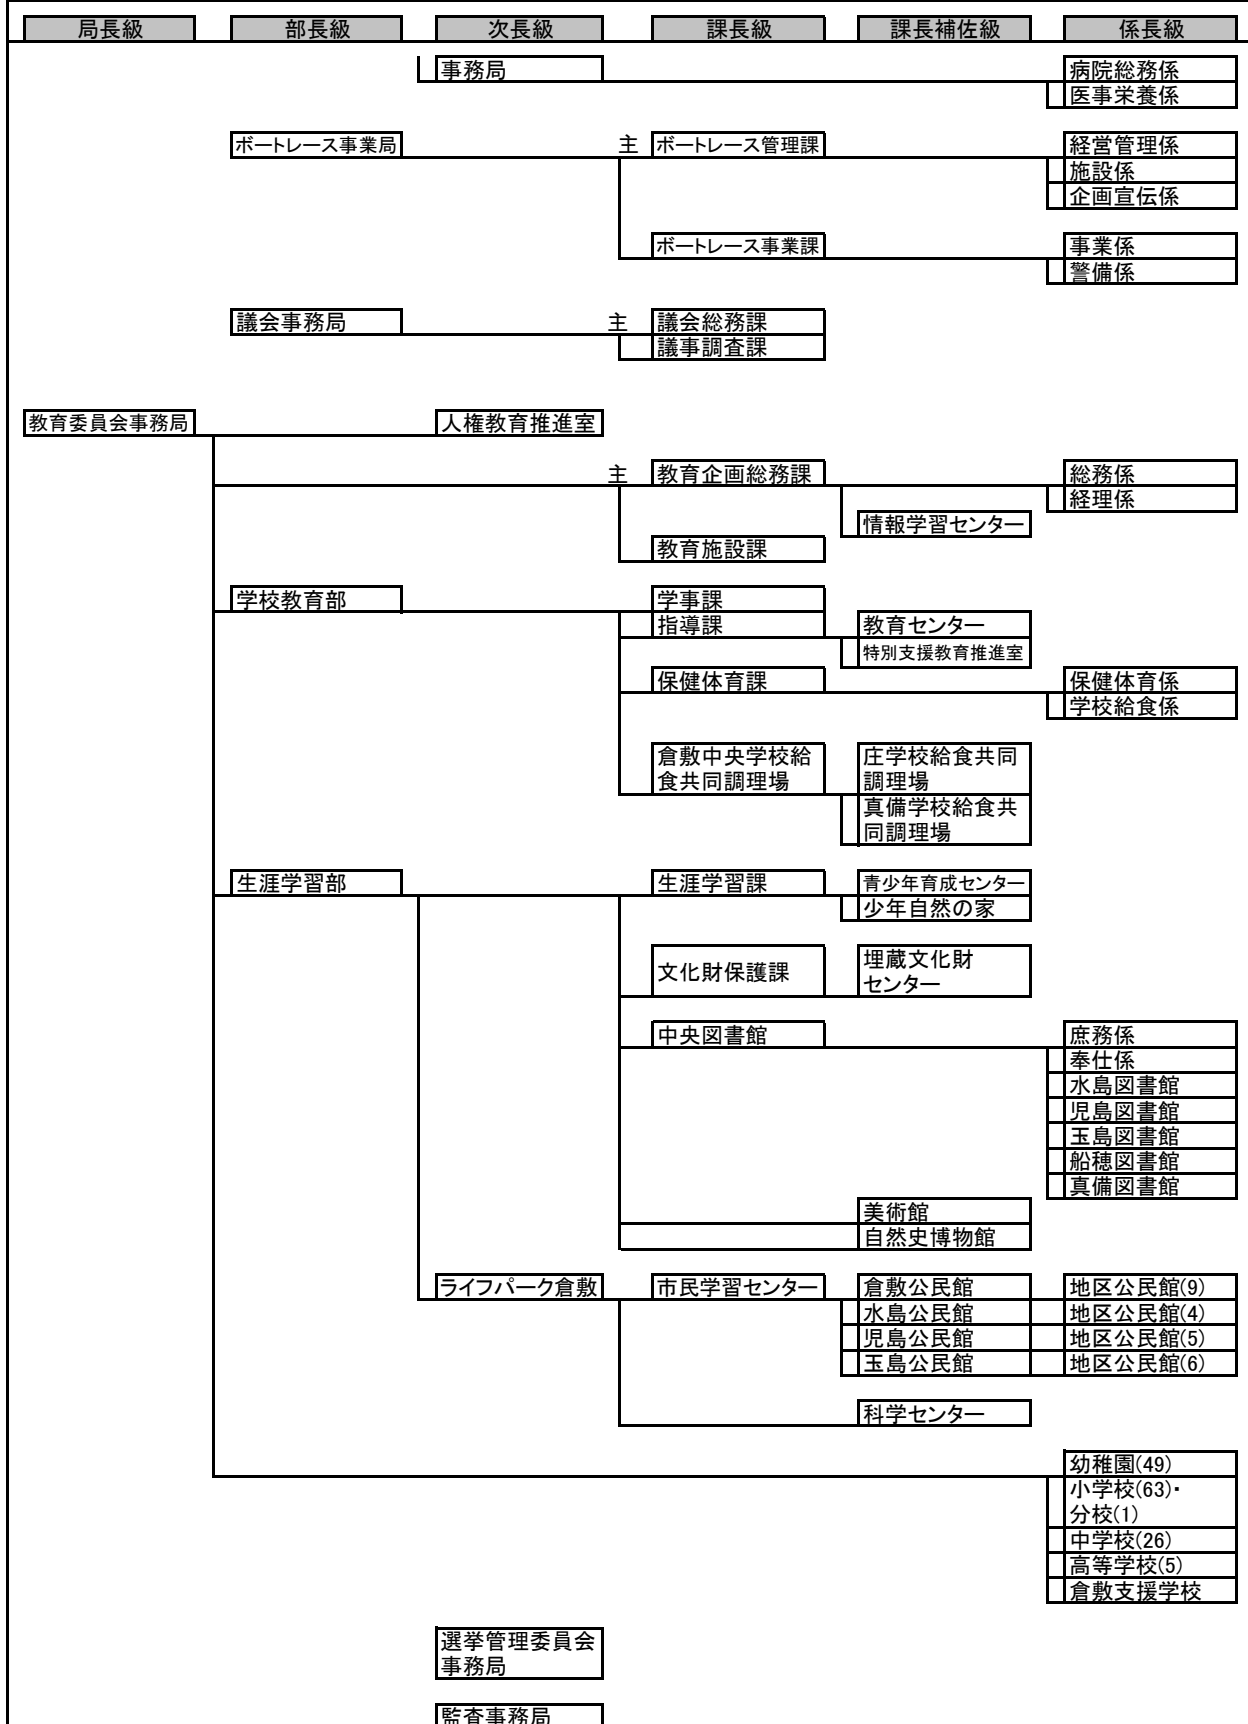 局長級 部長級 次長級 課長級 課長補佐級 係長級
事務局 病院総務係
医事栄養係
ボートレース事業局 主 ボートレース管理課 経営管理係
施設係
企画宣伝係
ボートレース事業課 事業係
警備係
議会事務局 主 議会総務課
議事調査課
教育委員会事務局 人権教育推進室
主 教育企画総務課 総務係
経理係
情報学習センター
教育施設課
学校教育部 学事課
指導課 教育センター
特別支援教育推進室
保健体育課 保健体育係
学校給食係
倉敷中央学校給 庄学校給食共同
食共同調理場 調理場
真備学校給食共
同調理場
生涯学習部 生涯学習課 青少年育成センター
少年自然の家
文化財保護課 埋蔵文化財
センター
中央図書館 庶務係
奉仕係
水島図書館
児島図書館
玉島図書館
船穂図書館
真備図書館
美術館
自然史博物館
ライフパーク倉敷 市民学習センター 倉敷公民館 地区公民館(9)
水島公民館 地区公民館(4)
児島公民館 地区公民館(5)
玉島公民館 地区公民館(6)
科学センター
幼稚園(49)
小学校(63)・
分校(1)
中学校(26)
高等学校(5)
倉敷支援学校
選挙管理委員会
事務局
監査事務局